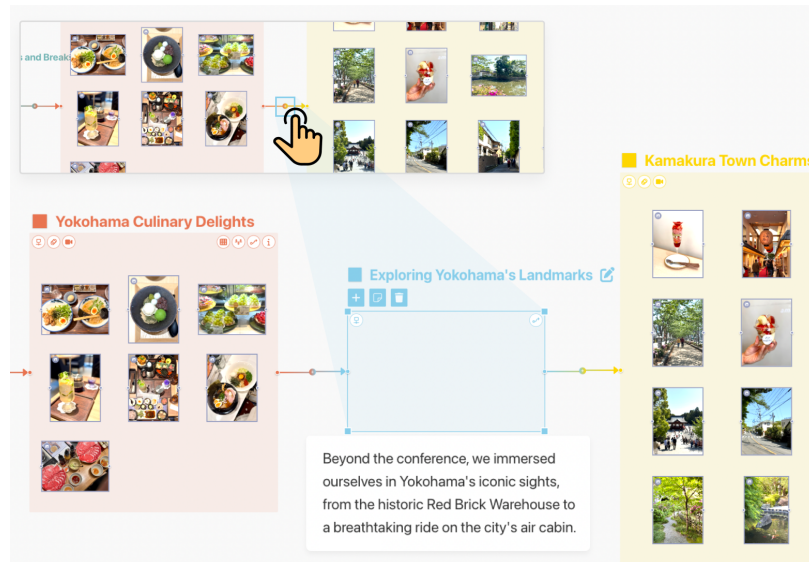 s and Break
Kamakura Town Charms
Yokohama Culinary Delights
Exploring Yokohama's Landmarks
Beyond the conference, we immersed
ourselves in Yokohama's iconic sights,
from the historic Red Brick Warehouse to
a breathtaking ride on the city's air cabin.